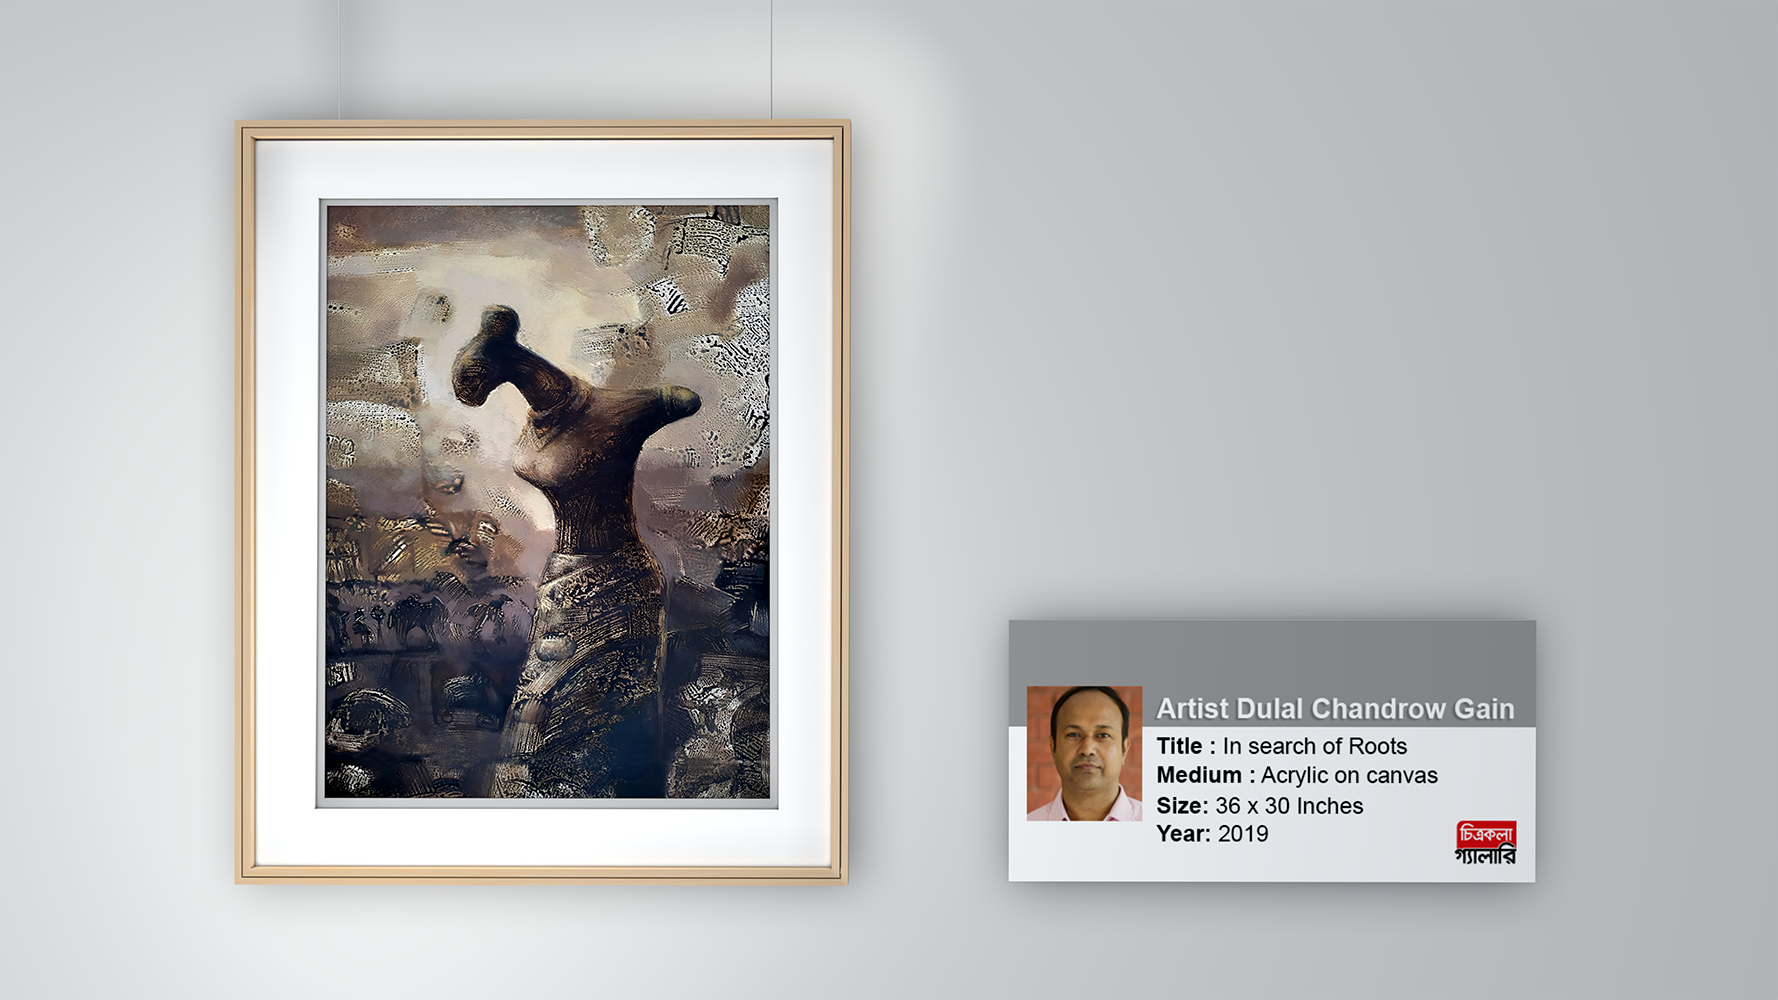 Artist Dulal Chandrow Gain
Title : In search of Roots
Medium : Acrylic on canvas
Size: 36 x 30 Inches
Year: 2019
চিত্রকলা
গ্যালারি